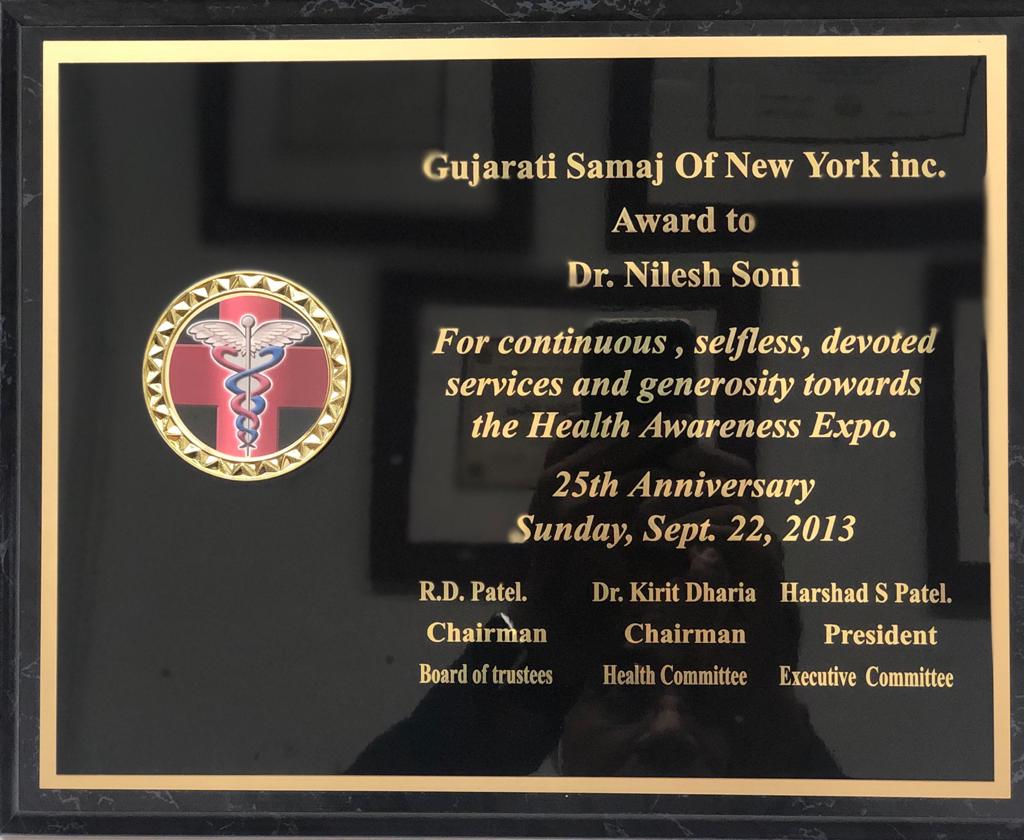 Gujarati Samaj Of New York inc.
Award to
Dr. Nilesh Soni
For continuous , selfless, devoted
services and generosity towards
the Health Awareness Expo.
25th Anniversary
Sunday, Sept. 22, 2013
R.D. Patel. Dr. Kirit Dharia Harshad S Patel.
Chairman Chairman President
Board of trustees Health Committee Executive Committee